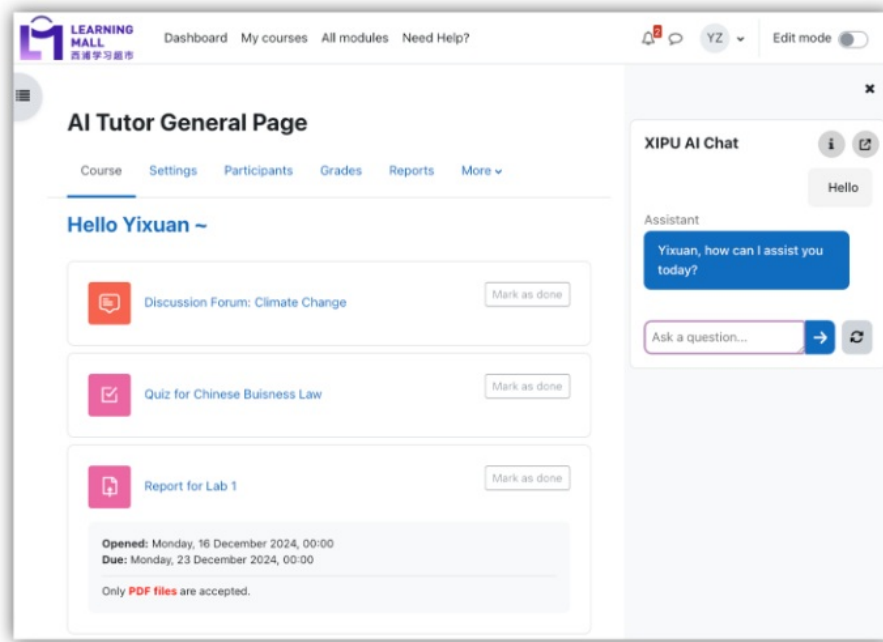 LEARNING
MALL
西浦学习超市
Dashboard My courses All modules Need Help?
2
YZ
Edit mode
AI Tutor General Page
Course Settings Participants Grades Reports More
Hello Yixuan ~
Discussion Forum: Climate Change
Mark as done
Quiz for Chinese Buisness Law
Mark as done
Report for Lab 1
Mark as done
Opened: Monday, 16 December 2024, 00:00
Due: Monday, 23 December 2024, 00:00
Only PDF files are accepted.
XIPU AI Chat
Hello
Assistant
Yixuan, how can I assist you
today?
Ask a question...